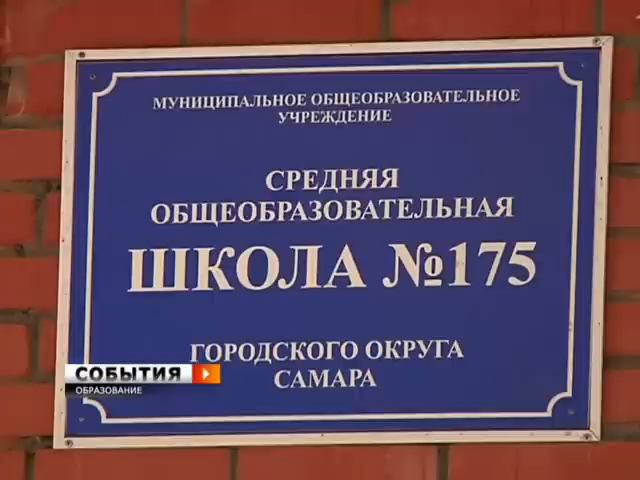 МУНИЦИПАЛЬНОЕ ОБЩЕОБРАЗОВАТЕЛЬНОЕ
УЧРЕЖДЕНИЕ
СРЕДНЯЯ
ОБЩЕОБРАЗОВАТЕЛЬНАЯ
ШКОЛА №175
ГОРОДСКОГО ОКРУГА
САМАРА
СОБЫТИЯ
ОБРАЗОВАНИЕ